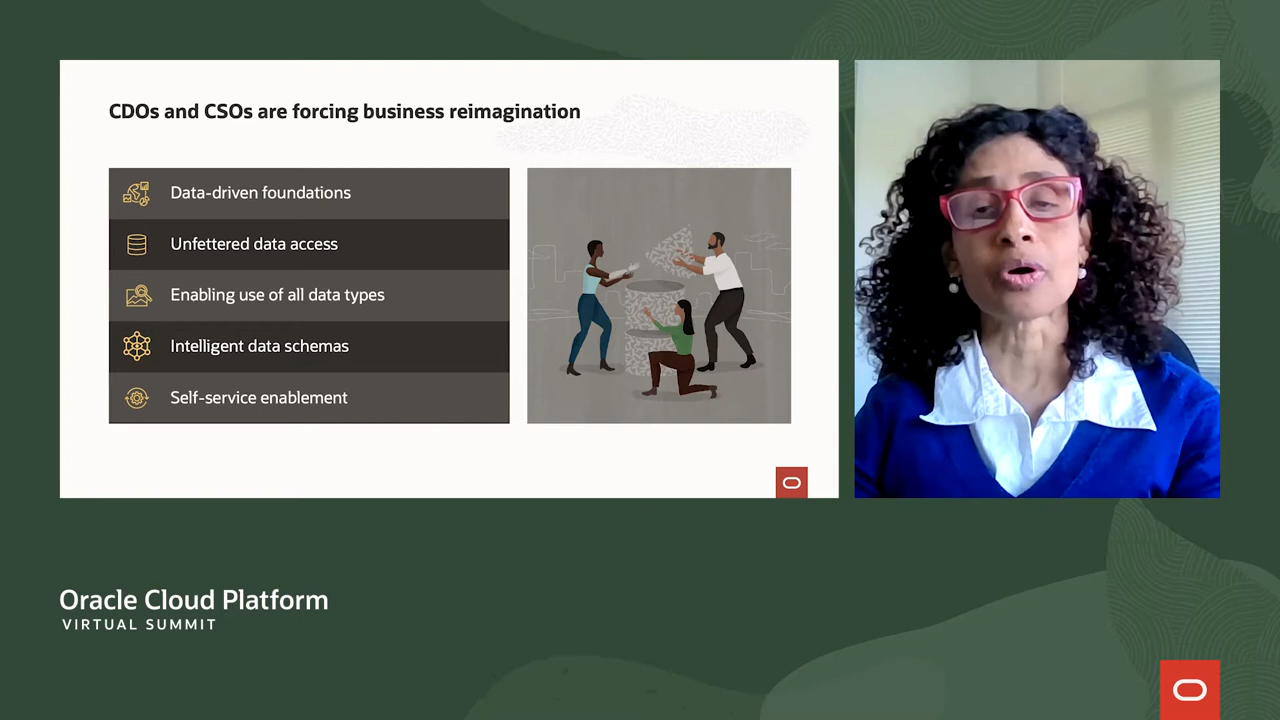 CDOs and CSOs are forcing business reimagination
Data-driven foundations
Unfettered data access
Enabling use of all data types
Intelligent data schemas
Self-service enablement
Oracle Cloud Platform
VIRTUAL SUMMIT